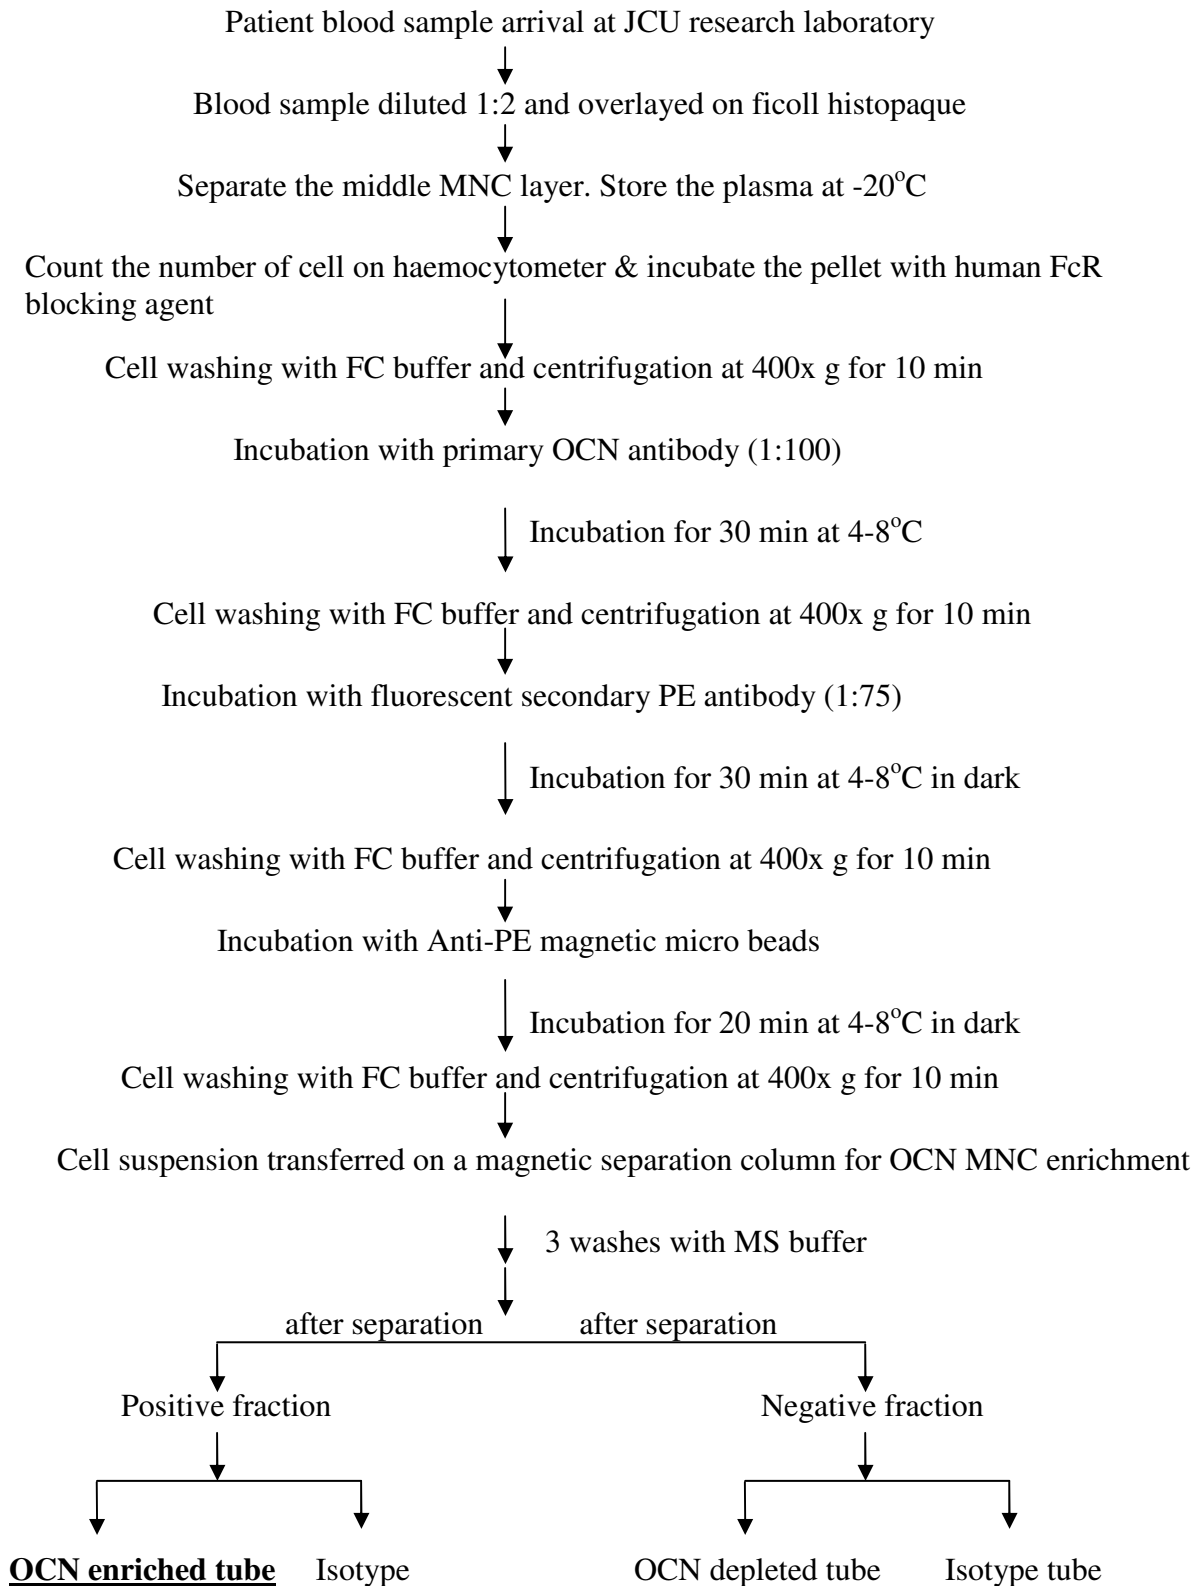 Patient blood sample arrival at JCU research laboratory
Blood sample diluted 1:2 and overlayed on ficoll histopaque
Separate the middle MNC layer. Store the plasma at -20°C
Count the number of cell on haemocytometer & incubate the pellet with human FcR
blocking agent
Cell washing with FC buffer and centrifugation at 400x g for 10 min
Incubation with primary OCN antibody (1:100)
Incubation for 30 min at 4-8°C
Cell washing with FC buffer and centrifugation at 400x g for 10 min
Incubation with fluorescent secondary PE antibody (1:75)
Incubation for 30 min at 4-8°C in dark
Cell washing with FC buffer and centrifugation at 400x g for 10 min
Incubation with Anti-PE magnetic micro beads
Incubation for 20 min at 4-8°C in dark
Cell washing with FC buffer and centrifugation at 400x g for 10 min
Cell suspension transferred on a magnetic separation column for OCN MNC enrichment
3 washes with MS buffer
after separation after separation
Positive fraction Negative fraction
OCN enriched tube Isotype OCN depleted tube Isotype tube